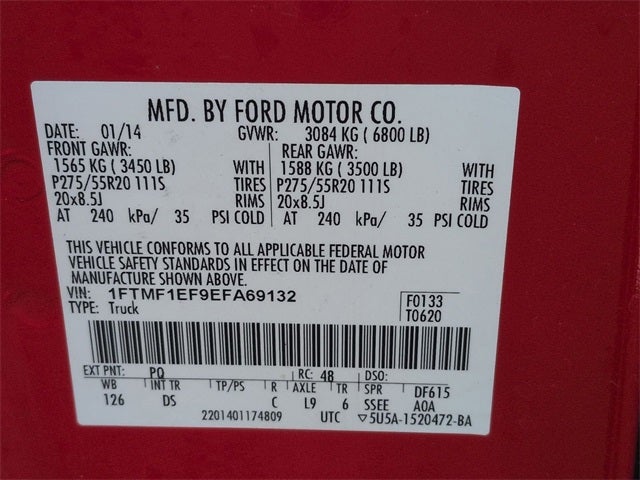 MFD. BY FORD MOTOR CO.
DATE: 01/14 GVWR: 3084 KG ( 6800 LB)
FRONT GAWR: REAR GAWR:
1565 KG ( 3450 LB) WITH 1588 KG ( 3500 LB) WITH
P275/55R20 111S TIRES P275/55R20 111S TIRES
20x8.5J RIMS 20x8.5J RIMS
AT 240 kPa/ 35 PSI COLD AT 240 kPa/ 35 PSI COLD
THIS VEHICLE CONFORMS TO ALL APPLICABLE FEDERAL MOTOR
VEHICLE SAFETY STANDARDS IN EFFECT ON THE DATE OF
MANUFACTURE SHOWN ABOVE.
VIN: 1FTMF1EF9EFA69132 F0133
TYPE: Truck T0620
EXT PNT: PQ RC: 48 DSO:
WB INT TR TP/PS R AXLE TR SPR DF615
126 DS C L9 6 SSEE A0A
2201401174809 UTC ▽5U5A-1520472-BA